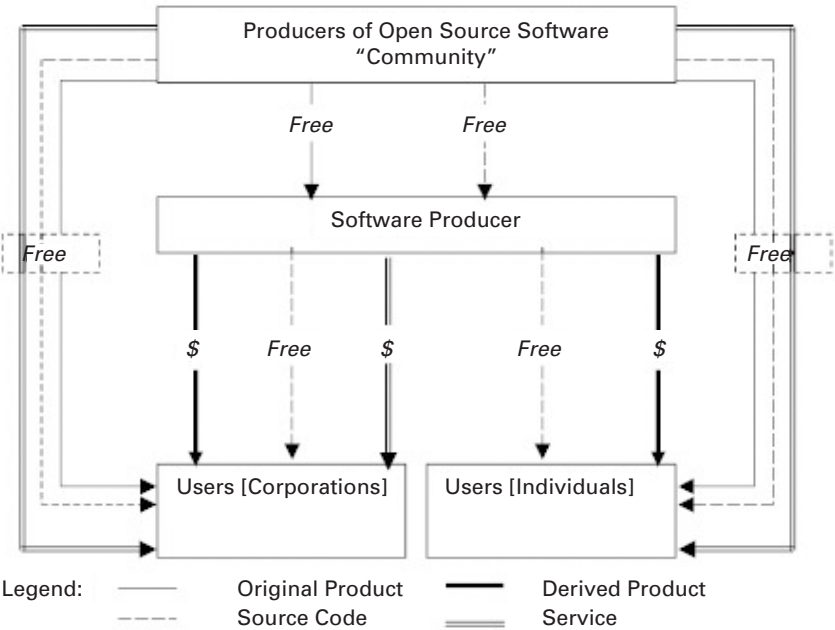 Producers of Open Source Software
“Community”
Free Free
Software Producer
Free Free
$ Free $ Free $
Users [Corporations] Users [Individuals]
Legend: Original Product Derived Product
Source Code Service